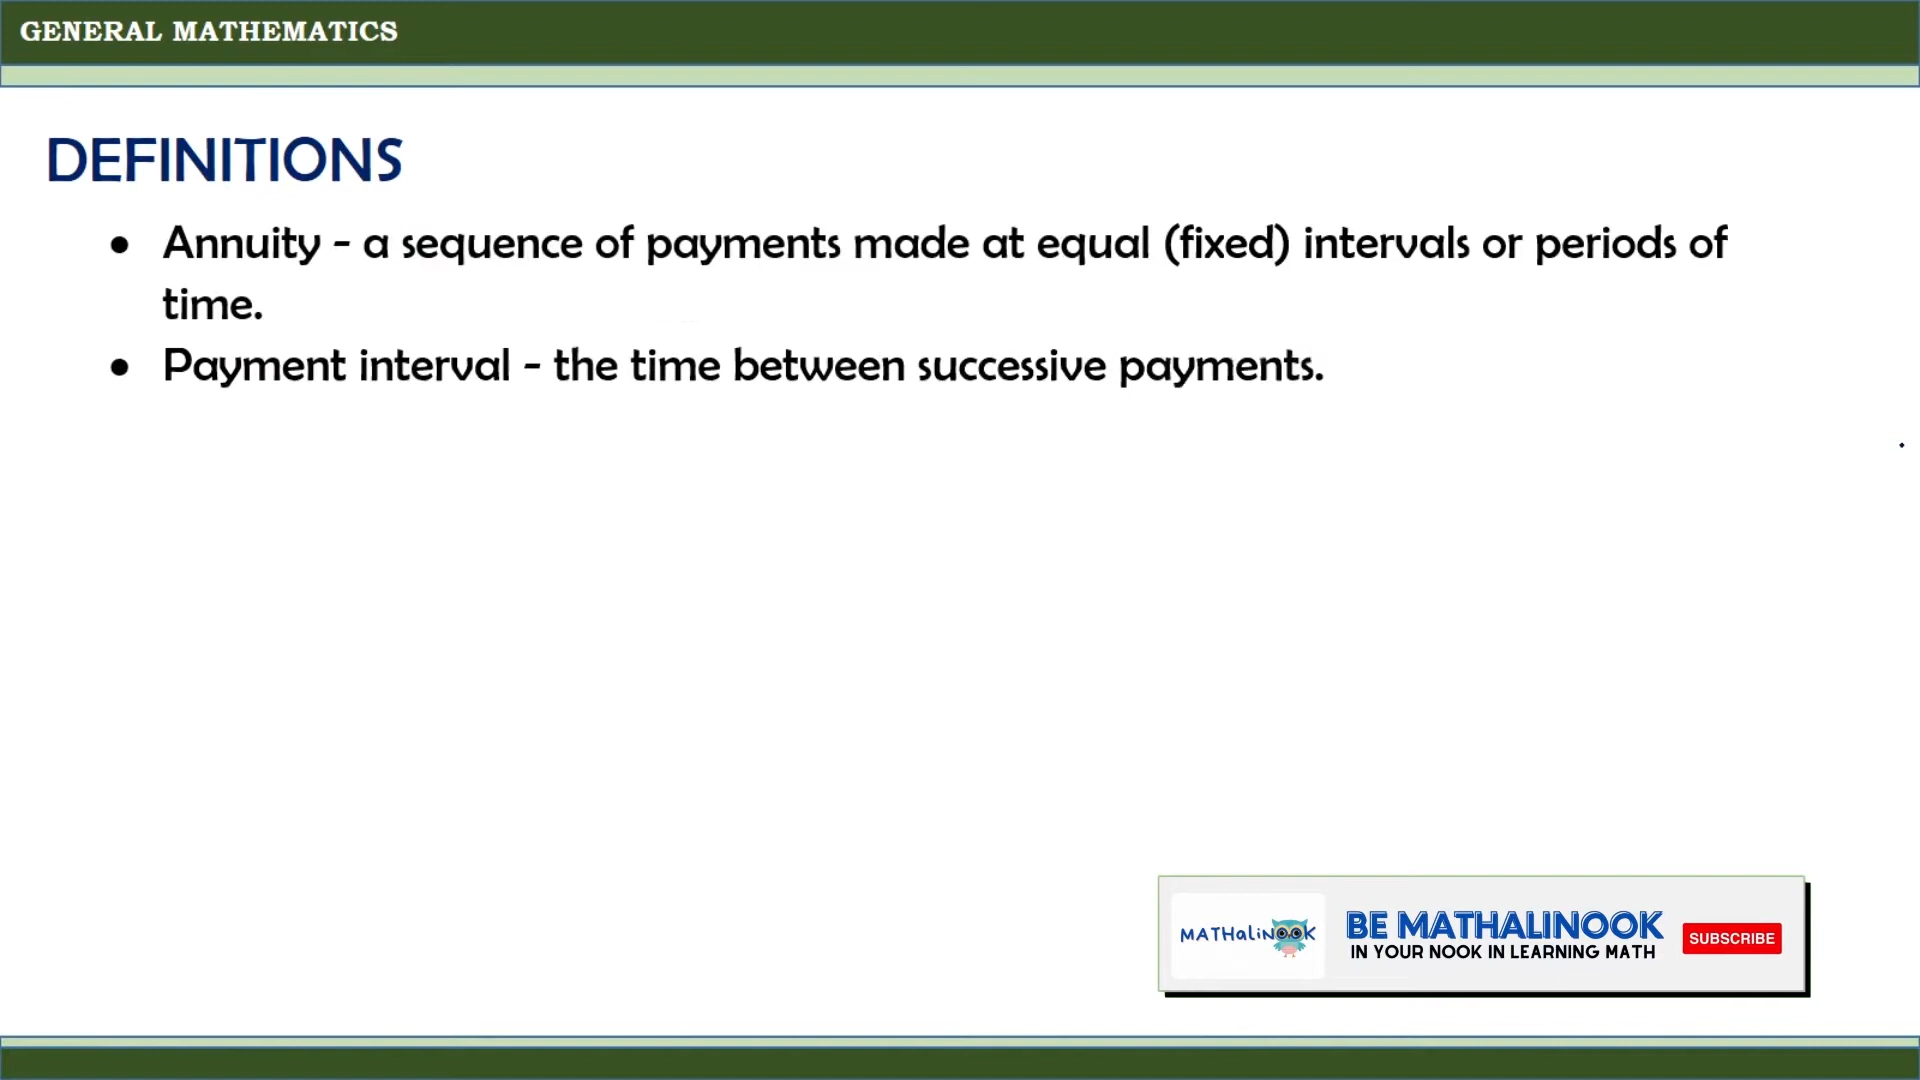 GENERAL MATHEMATICS
DEFINITIONS
• Annuity - a sequence of payments made at equal (fixed) intervals or periods of
time.
• Payment interval - the time between successive payments.
MATHaliNOOK
BE MATHALINOOK
IN YOUR NOOK IN LEARNING MATH
SUBSCRIBE